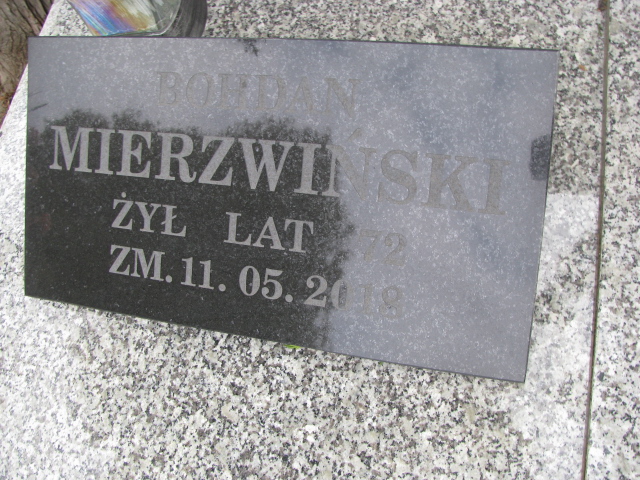 BOHDAN
MIERZWIŃSKI
ŻYŁ LAT 72
ZM. 11. 05. 2018